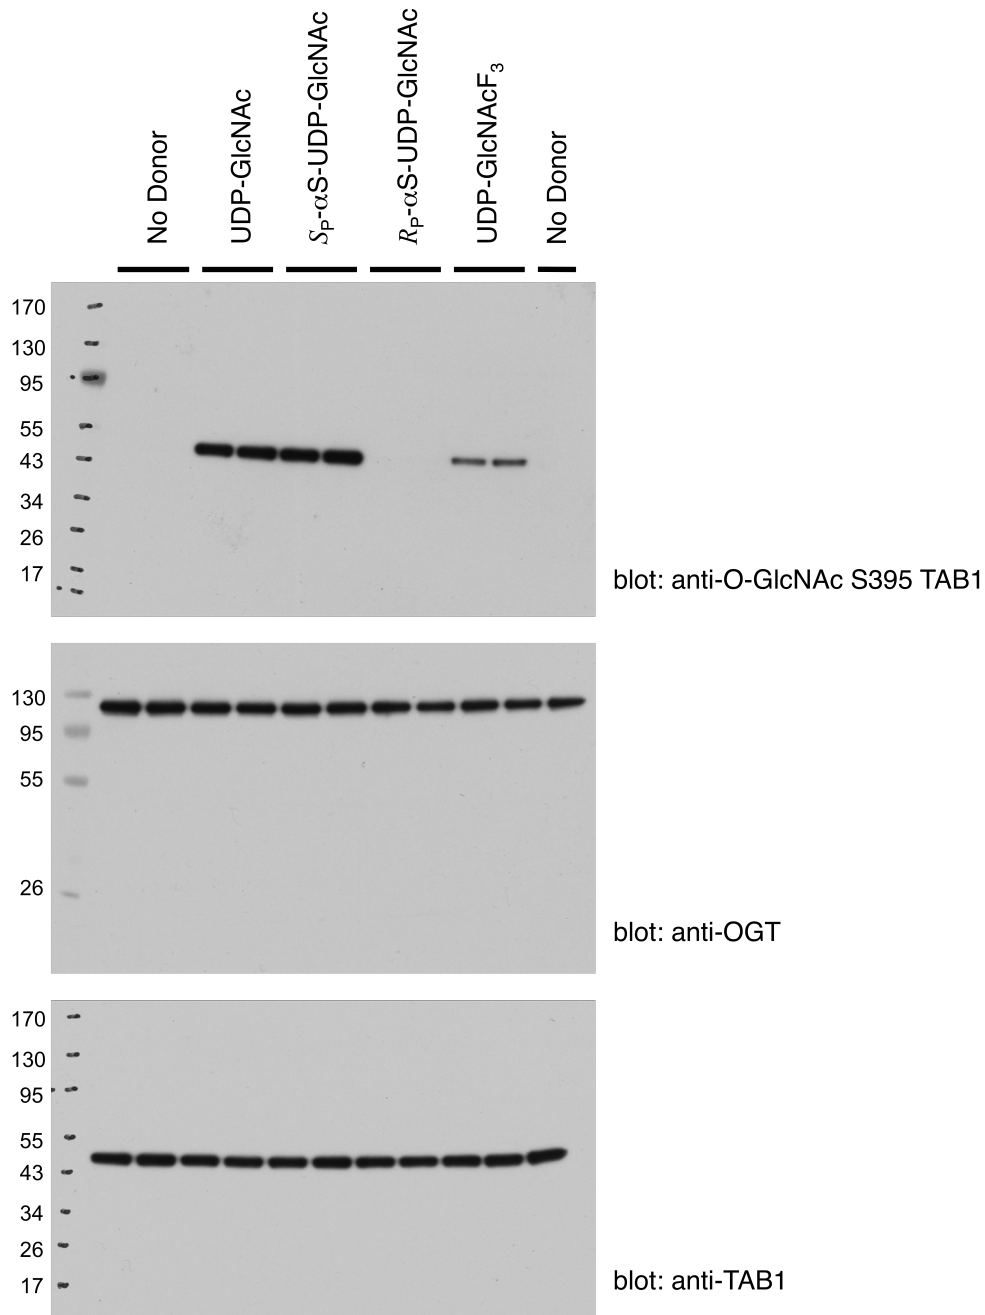 No Donor
UDP-GlcNAc
SP-αS-UDP-GlcNAc
RP-αS-UDP-GlcNAc
UDP-GlcNAcF3
No Donor
170
130
95
55
43
34
26
17
blot: anti-O-GlcNAc S395 TAB1
130
95
55
26
blot: anti-OGT
170
130
95
55
43
34
26
17
blot: anti-TAB1